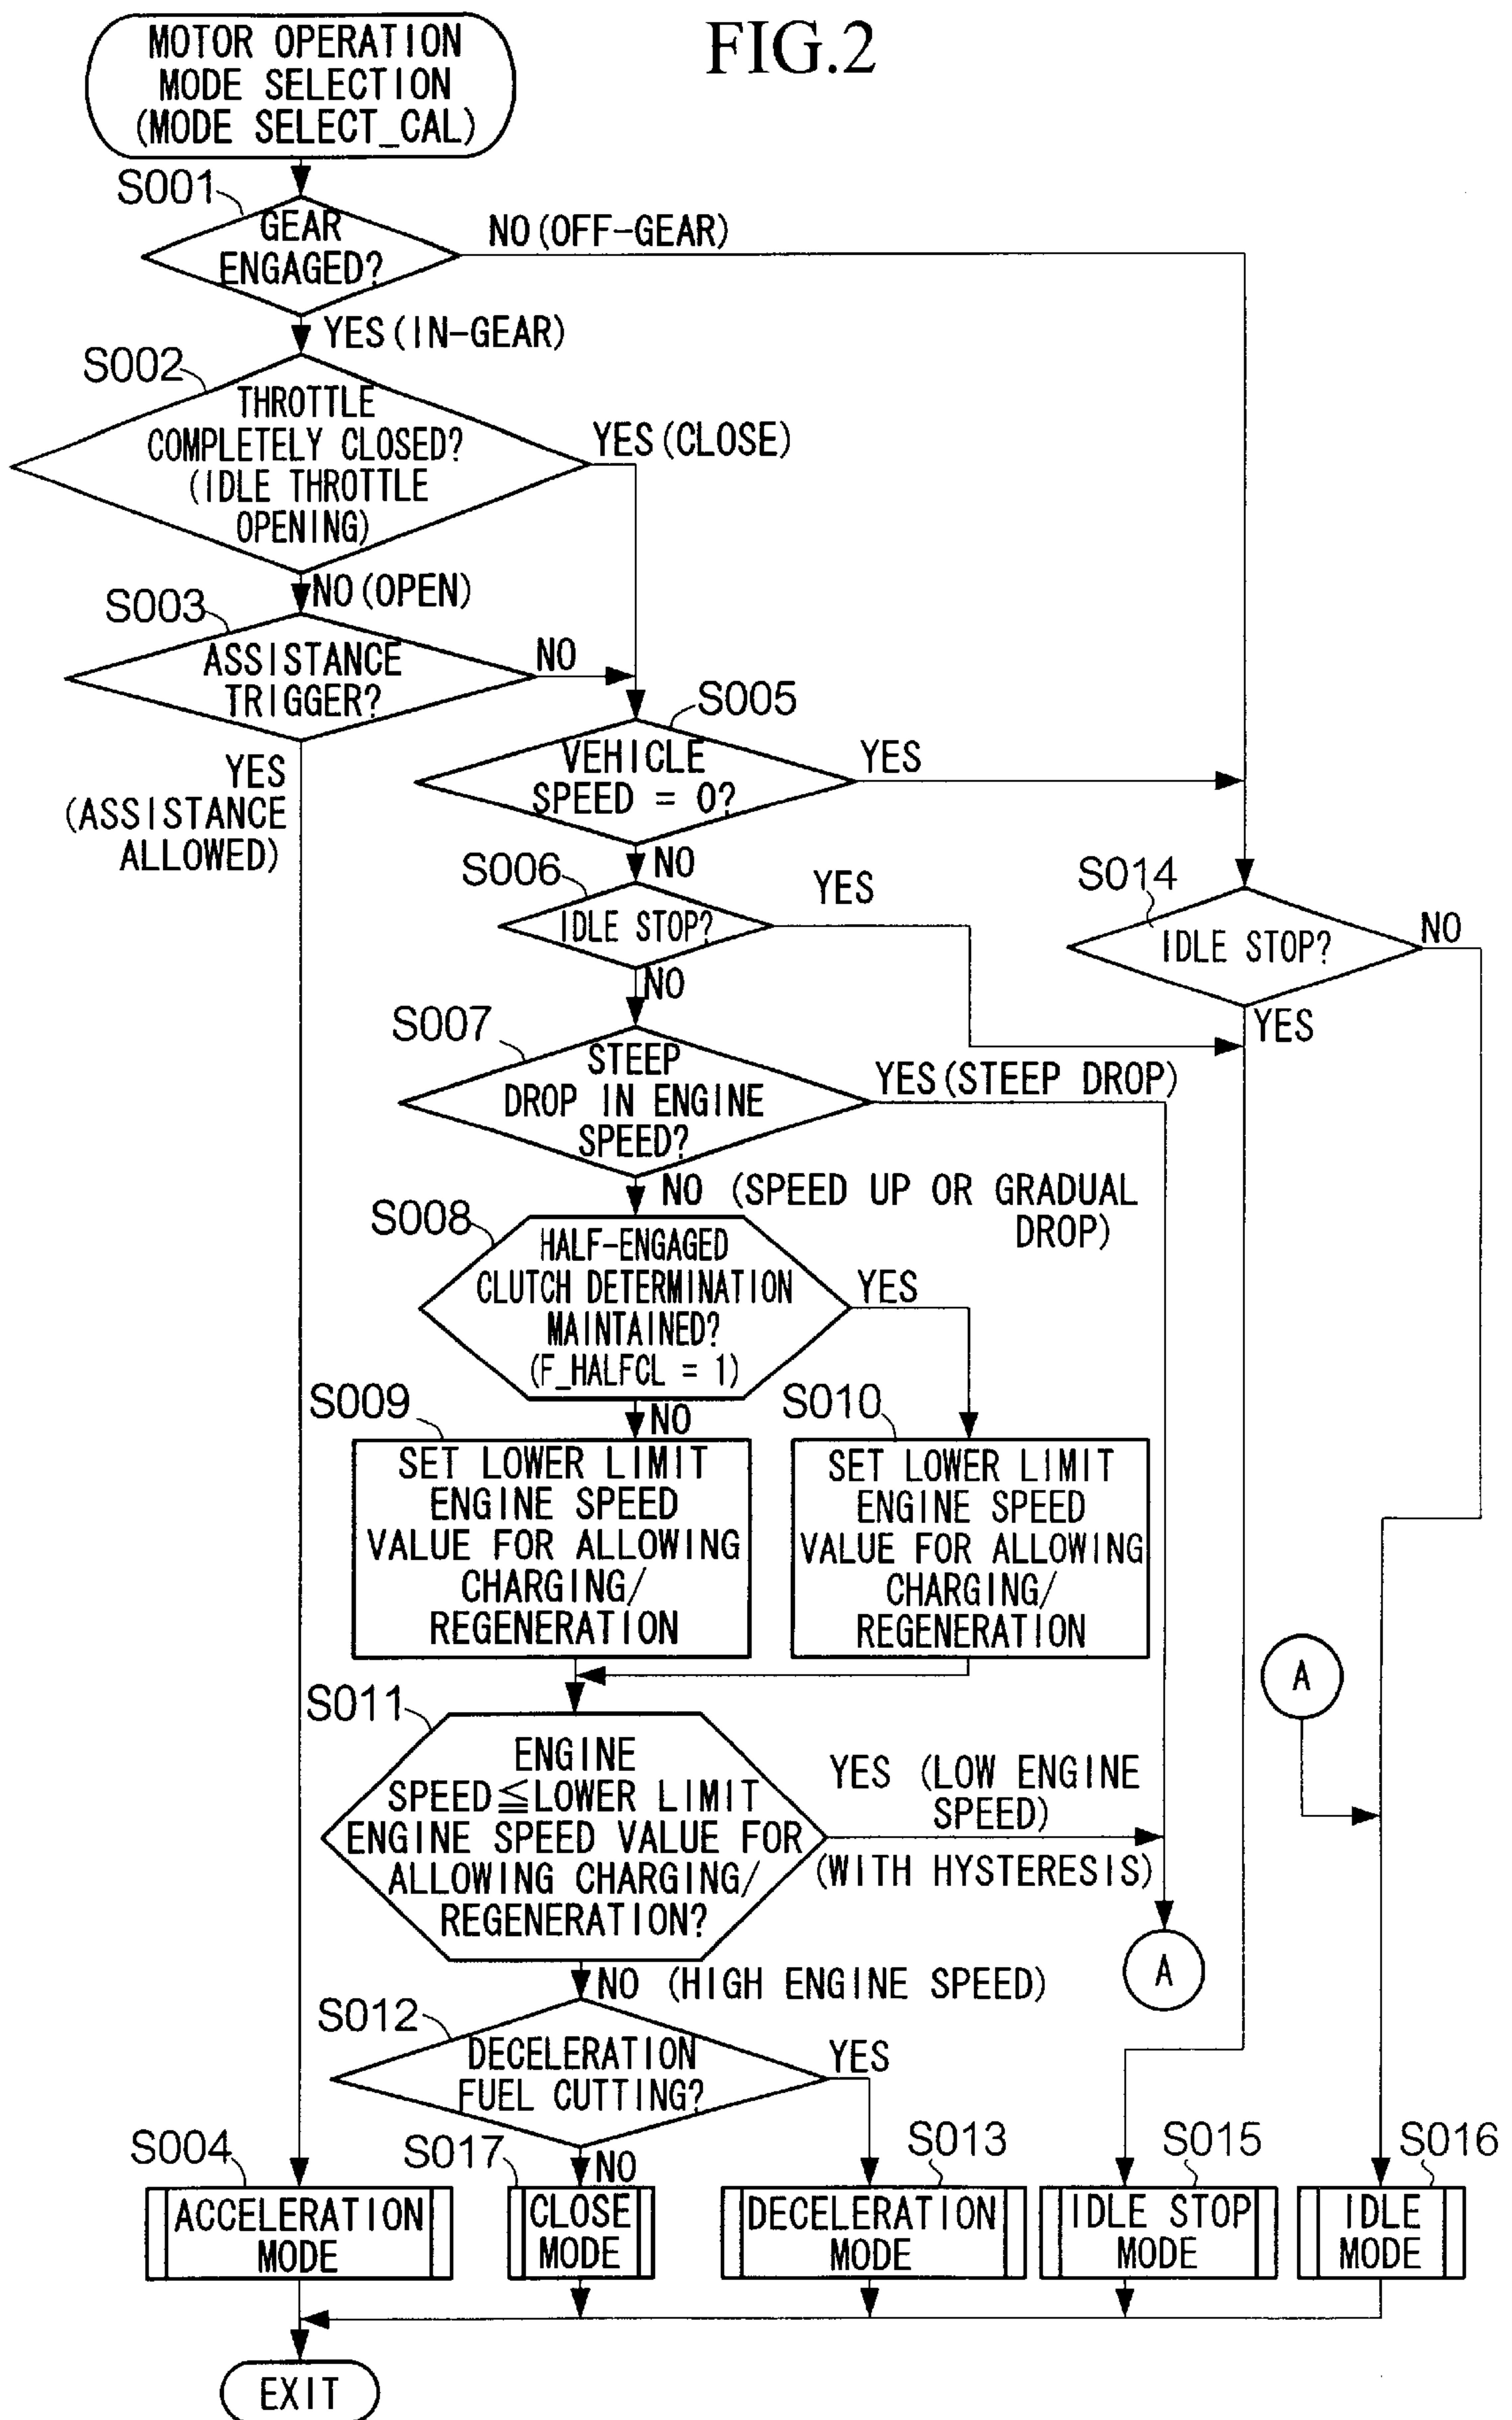 FIG.2
MOTOR OPERATION
MODE SELECTION
(MODE SELECT_CAL)
S001
GEAR
ENGAGED?
NO(OFF-GEAR)
YES(IN-GEAR)
S002
THROTTLE
COMPLETELY CLOSED?
(IDLE THROTTLE
OPENING)
YES(CLOSE)
NO(OPEN)
S003
ASSISTANCE
TRIGGER?
NO
YES
(ASSISTANCE
ALLOWED)
S005
VEHICLE
SPEED = 0?
YES
NO
S006
IDLE STOP?
YES
NO
S014
IDLE STOP?
NO
YES
S007
STEEP
DROP IN ENGINE
SPEED?
YES(STEEP DROP)
NO (SPEED UP OR GRADUAL
DROP)
S008
HALF-ENGAGED
CLUTCH DETERMINATION
MAINTAINED?
(F_HALFCL = 1)
YES
NO
S009
SET LOWER LIMIT
ENGINE SPEED
VALUE FOR ALLOWING
CHARGING/
REGENERATION
S010
SET LOWER LIMIT
ENGINE SPEED
VALUE FOR ALLOWING
CHARGING/
REGENERATION
A
S011
ENGINE
SPEED≦LOWER LIMIT
ENGINE SPEED VALUE FOR
ALLOWING CHARGING/
REGENERATION?
YES (LOW ENGINE
SPEED)
(WITH HYSTERESIS)
A
NO (HIGH ENGINE SPEED)
S012
DECELERATION
FUEL CUTTING?
YES
NO
S004
ACCELERATION
MODE
S017
CLOSE
MODE
S013
DECELERATION
MODE
S015
IDLE STOP
MODE
S016
IDLE
MODE
EXIT